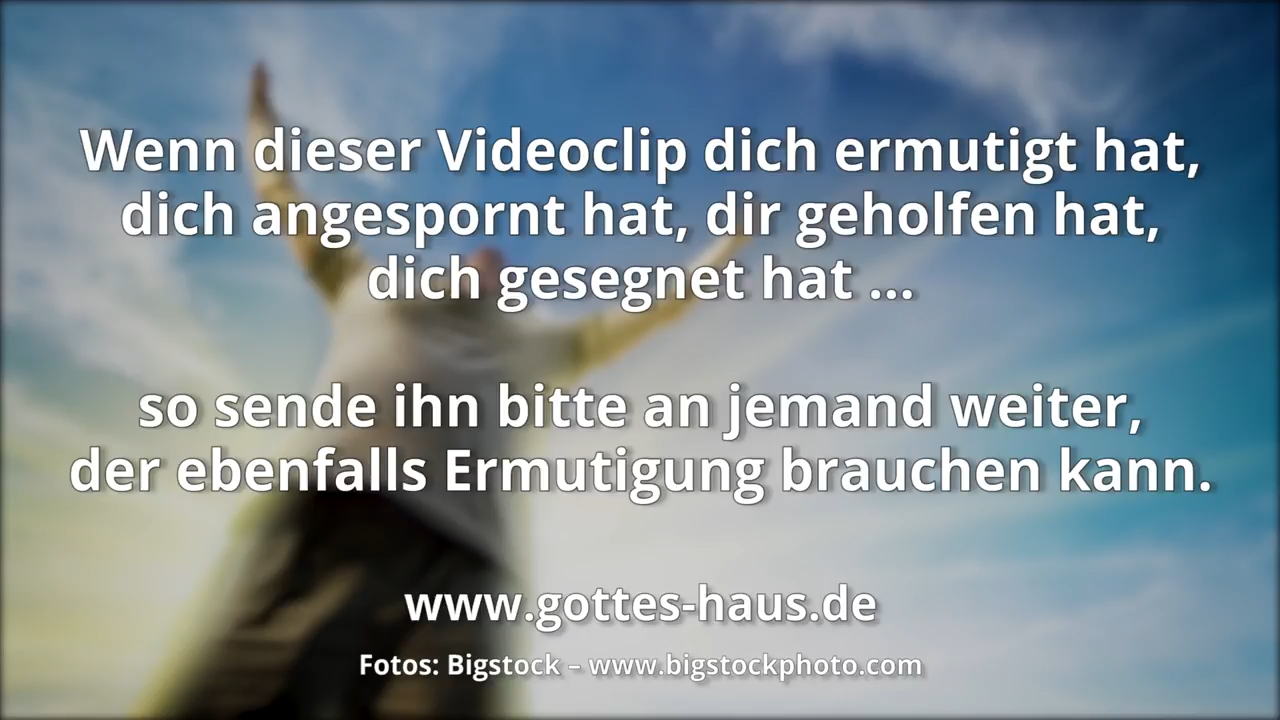 Wenn dieser Videoclip dich ermutigt hat,
dich angespornt hat, dir geholfen hat,
dich gesegnet hat ...
so sende ihn bitte an jemand weiter,
der ebenfalls Ermutigung brauchen kann.
www.gottes-haus.de
Fotos: Bigstock – www.bigstockphoto.com